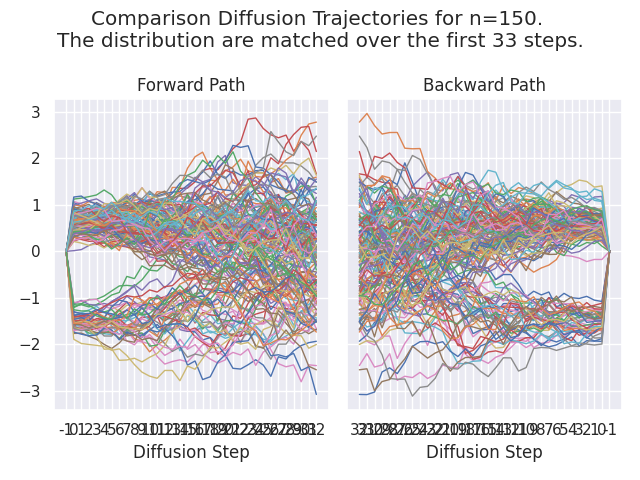 Comparison Diffusion Trajectories for n=150.
The distribution are matched over the first 33 steps.
Forward Path
Backward Path
3
2
1
0
−1
−2
−3
Diffusion Step
Diffusion Step